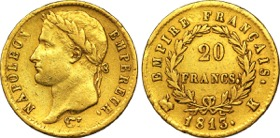 NAPOLEON
EMPEREUR.
EMPIRE FRANÇAIS.
20
FRANCS.
1813.
K